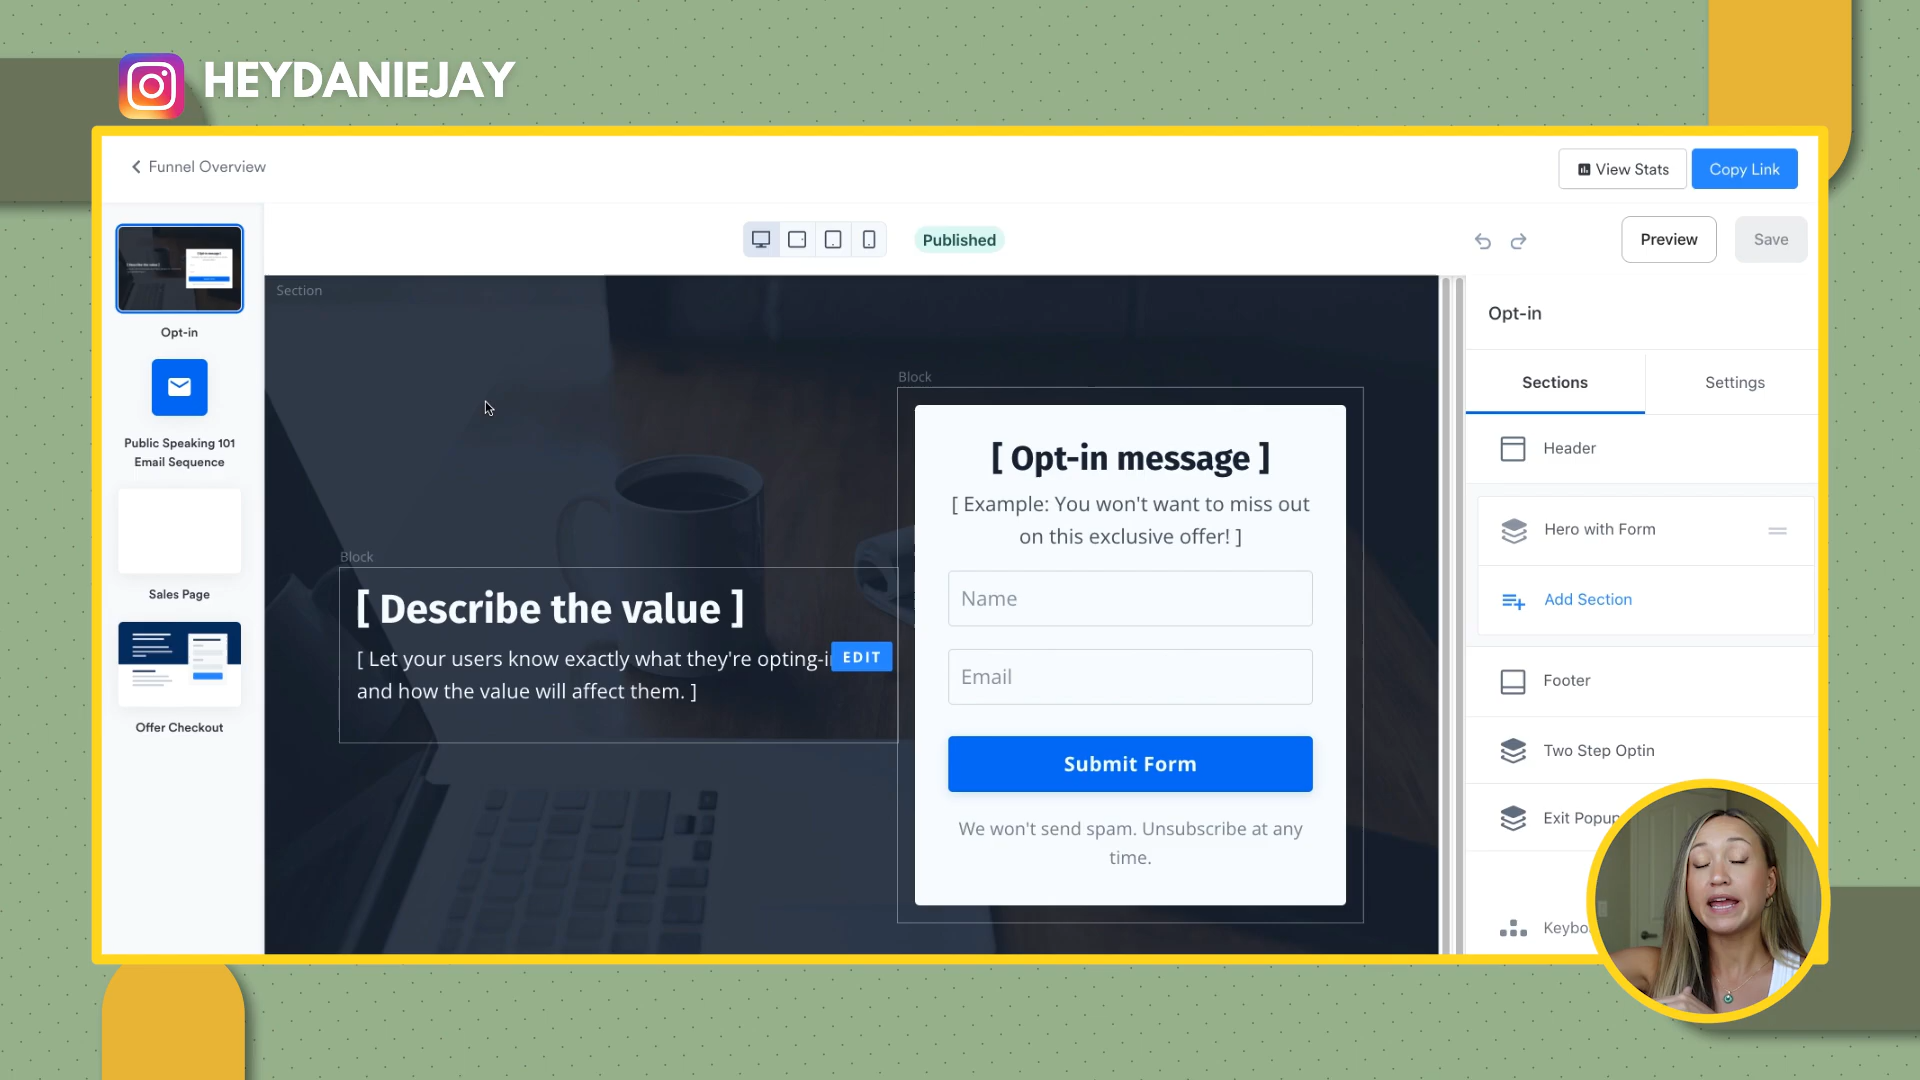 HEYDANIEJAY
Funnel Overview
View Stats
Copy Link
Published
Preview
Save
Opt-in
Public Speaking 101
Email Sequence
Sales Page
Offer Checkout
Section
Block
[ Describe the value ]
[ Let your users know exactly what they're
EDIT
and how the value will affect them. ]
Block
[ Opt-in message ]
[ Example: You won't want to miss out
on this exclusive offer! ]
Name
Email
Submit Form
We won't send spam. Unsubscribe at any
time.
Opt-in
Sections
Settings
Header
Hero with Form
Add Section
Footer
Two Step Optin
Exit